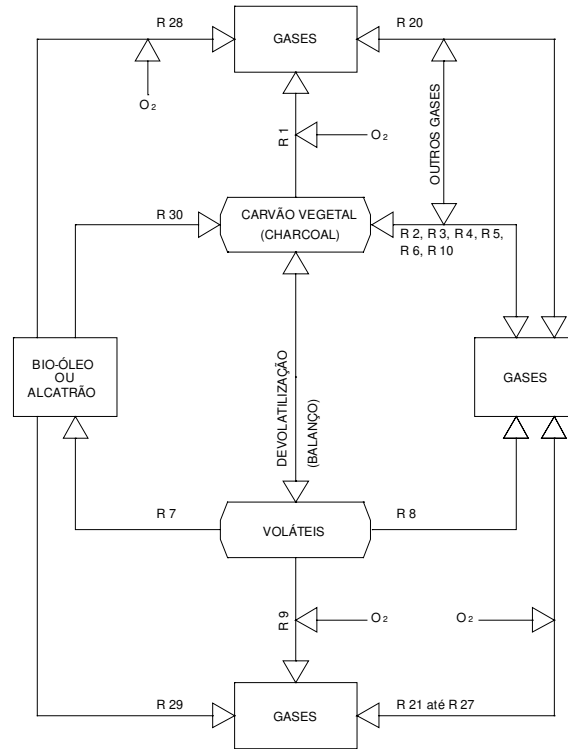 R 28
GASES
R 20
O₂
R 1
O₂
OUTROS GASES
R 30
CARVÃO VEGETAL
(CHARCOAL)
R 2, R 3, R 4, R 5,
R 6, R 10
BIO-ÓLEO
OU
ALCATRÃO
DEVOLATILIZAÇÃO
(BALANÇO)
GASES
R 7
VOLÁTEIS
R 8
R 9
O₂
O₂
R 29
GASES
R 21 até R 27